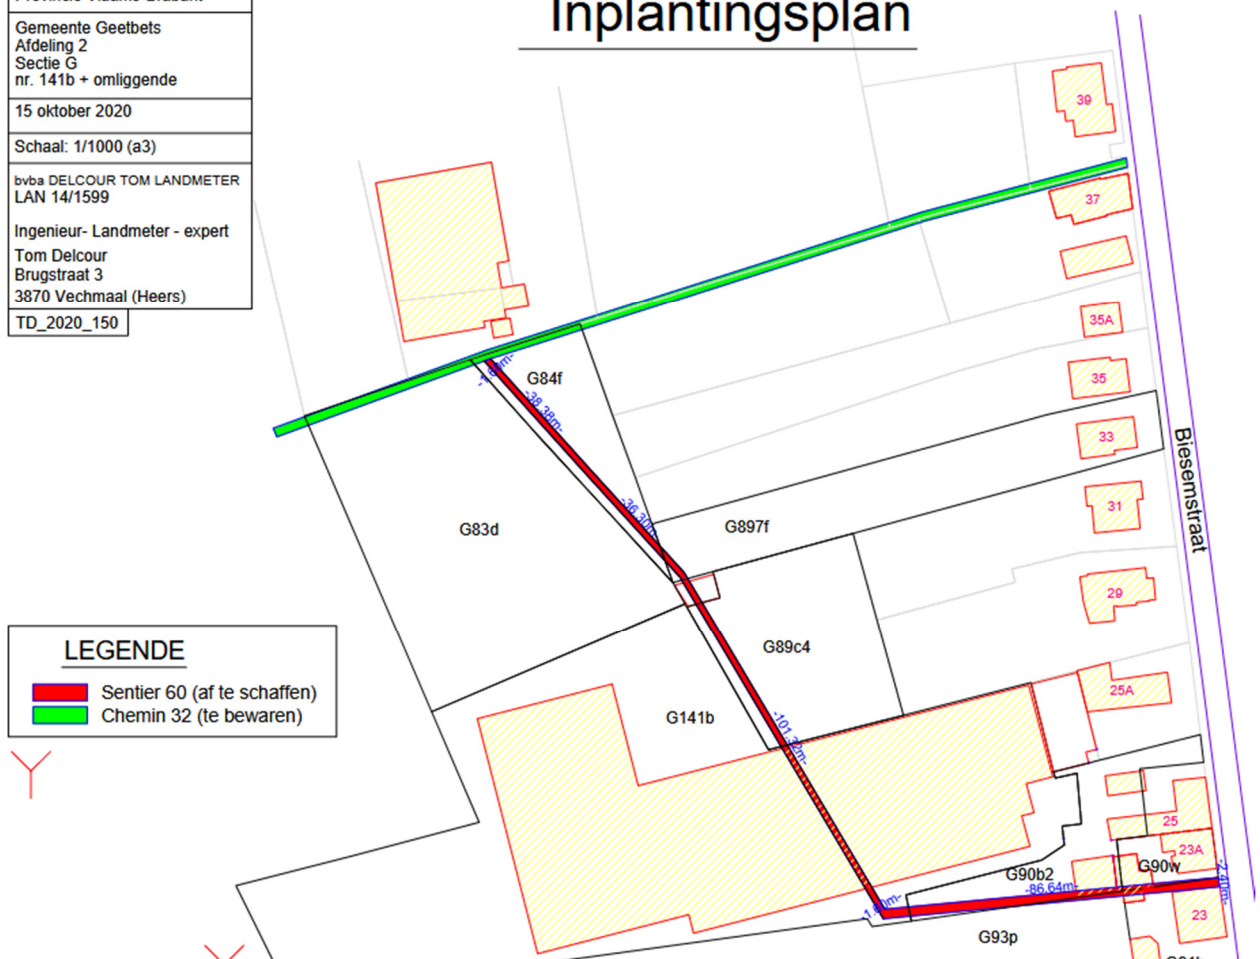 Inplantingsplan
Gemeente Geetbets
Afdeling 2
Sectie G
nr. 141b + omliggende
15 oktober 2020
Schaal: 1/1000 (a3)
bvba DELCOUR TOM LANDMETER
LAN 14/1599
Ingenieur- Landmeter - expert
Tom Delcour
Brugstraat 3
3870 Vechmaal (Heers)
TD_2020_150
39
37
35A
35
33
31
29
25A
25
23A
23
Biesemstraat
G84f
-38,38m-
-36,30m-
G83d
G897f
G89c4
G141b
-101,32m-
G90b2
G90w
-86,64m-
-2,40m-
G93p
LEGENDE
Sentier 60 (af te schaffen)
Chemin 32 (te bewaren)